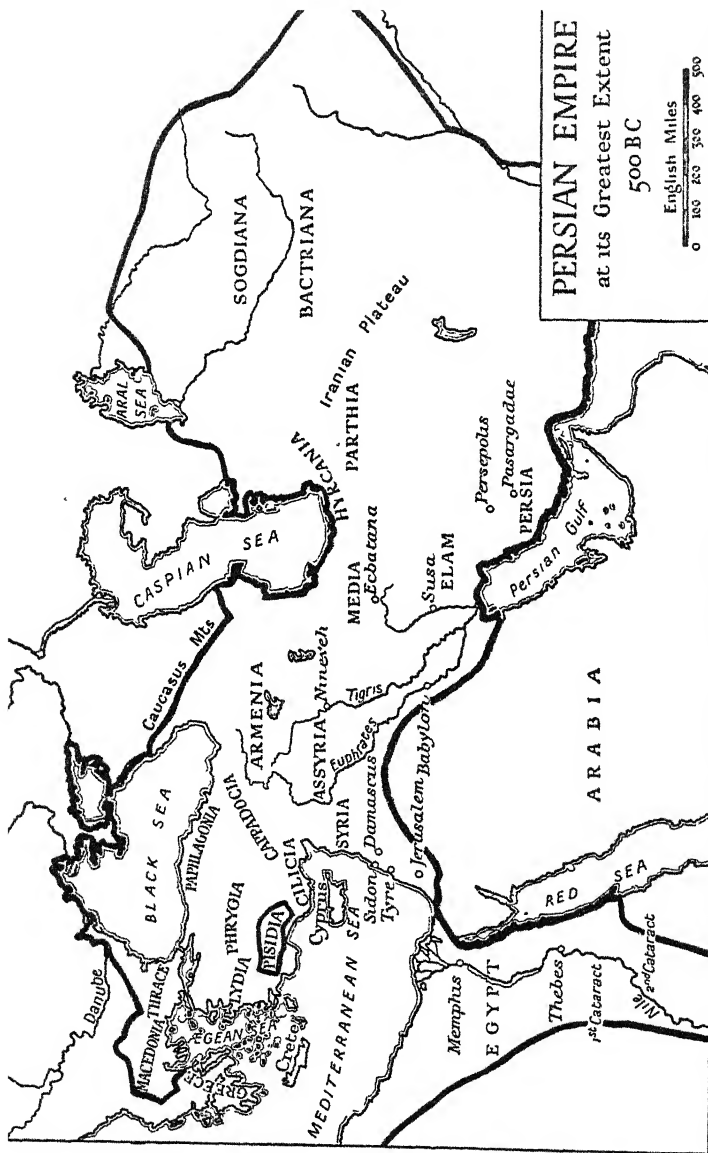 PERSIAN EMPIRE
at its Greatest Extent
500 BC
English Miles
0 100 200 300 400 500
Danube
MACEDONIA
THRACE
GREECE
ÆGEAN
Crete
LYDIA
PHRYGIA
PISIDIA
PAPHLAGONIA
CAPPADOCIA
CILICIA
Cyprus
BLACK SEA
Caucasus Mts
CASPIAN SEA
ARAL
SEA
SOGDIANA
BACTRIANA
Iranian Plateau
HYRCANIA
PARTHIA
ARMENIA
MEDIA
Ecbatana
ASSYRIA
Nineveh
Tigris
Euphrates
SYRIA
Damascus
Sidon
Tyre
Jerusalem
Babylon
Susa
ELAM
Persepolis
Pasargadae
PERSIA
Persian Gulf
ARABIA
RED SEA
MEDITERRANEAN SEA
Memphus
EGYPT
Thebes
1st Cataract
Nile
2nd Cataract